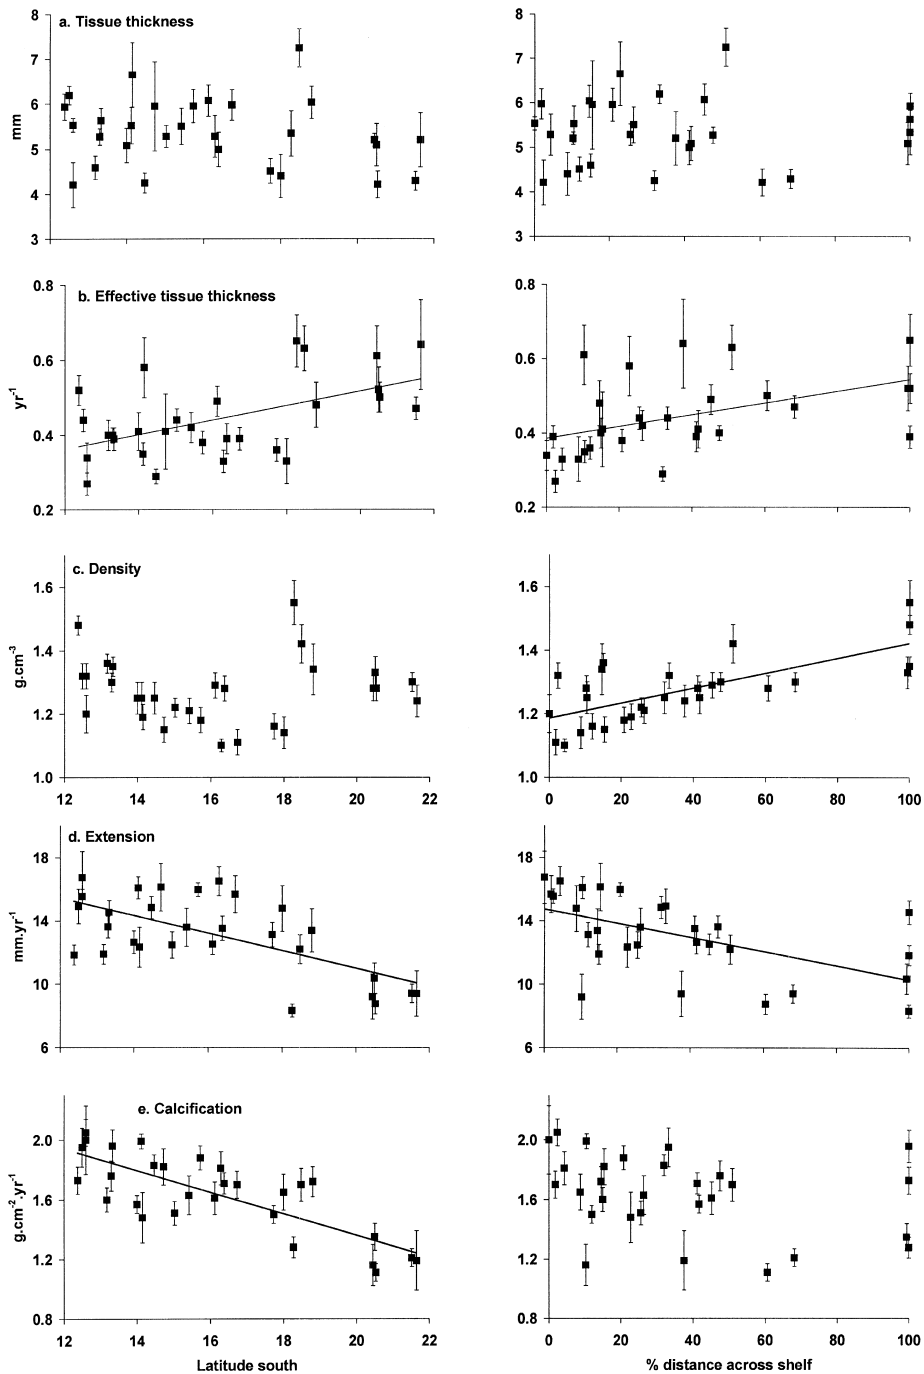 a. Tissue thickness
8
7
6
5
4
3
mm
8
7
6
5
4
3
b. Effective tissue thickness
0.8
0.6
0.4
0.2
yr-1
0.8
0.6
0.4
0.2
c. Density
1.6
1.4
1.2
1.0
g.cm-3
12 14 16 18 20 22
1.6
1.4
1.2
1.0
0 20 40 60 80 100
d. Extension
18
14
10
6
mm.yr-1
18
14
10
6
e. Calcification
2.0
1.6
1.2
0.8
g.cm-2.yr-1
12 14 16 18 20 22
Latitude south
2.0
1.6
1.2
0.8
0 20 40 60 80 100
% distance across shelf